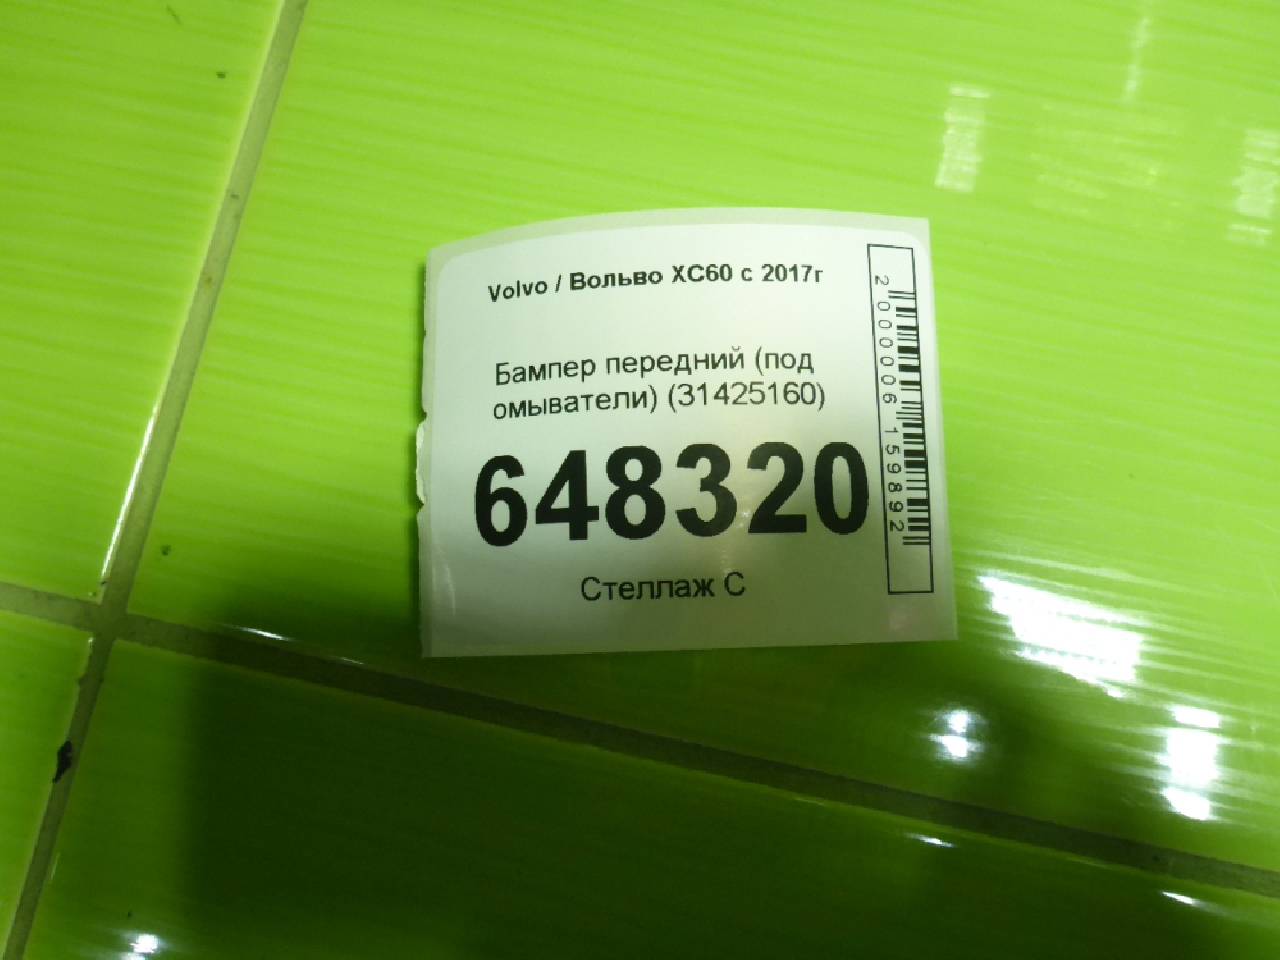 Volvo / Вольво XC60 с 2017г
Бампер передний (под
омыватели) (31425160)
648320
Стеллаж С
2000006159892